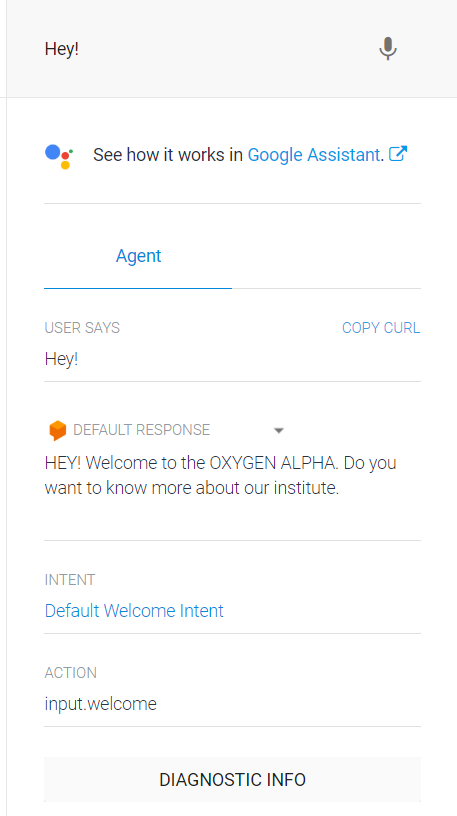 Hey!
See how it works in Google Assistant.
Agent
USER SAYS COPY CURL
Hey!
DEFAULT RESPONSE
HEY! Welcome to the OXYGEN ALPHA. Do you
want to know more about our institute.
INTENT
Default Welcome Intent
ACTION
input.welcome
DIAGNOSTIC INFO